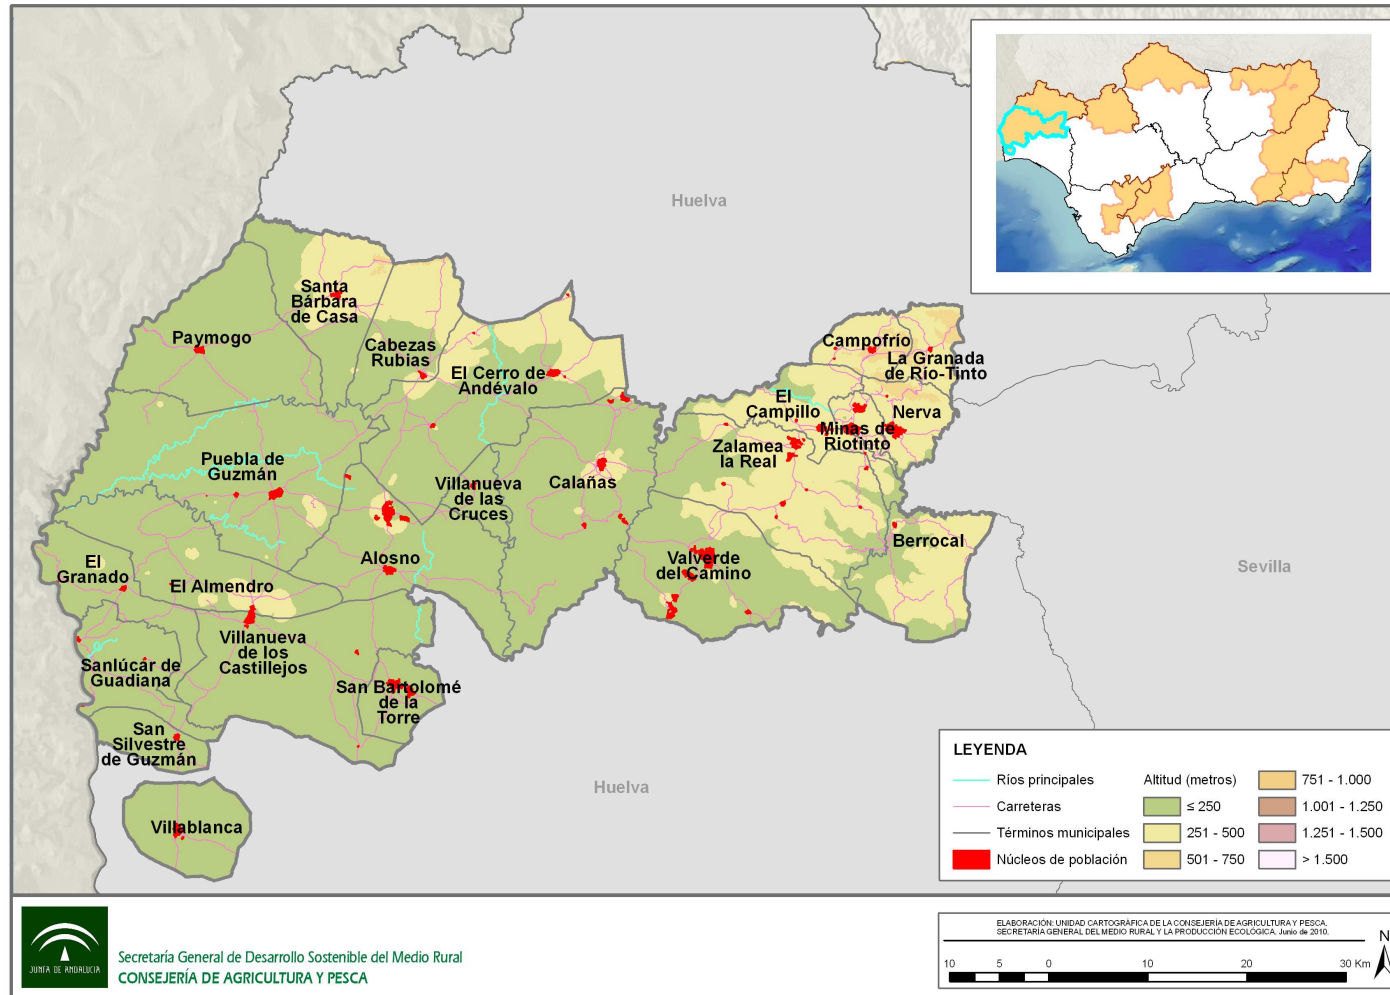 Huelva
Santa
Bárbara
de Casa
Paymogo
Cabezas
Rubias
El Cerro de
Andévalo
Campofrío
La Granada
de Río-Tinto
El
Campillo
Nerva
Minas de
Riotinto
Zalamea
la Real
Puebla de
Guzmán
Villanueva
de las
Cruces
Calañas
Berrocal
Alosno
Valverde
del Camino
El
Granado
El Almendro
Villanueva
de los
Castillejos
Sanlúcar de
Guadiana
San Bartolomé
de la
Torre
San
Silvestre
de Guzmán
Villablanca
Huelva
Sevilla
LEYENDA
Ríos principales
Carreteras
Términos municipales
Núcleos de población
Altitud (metros)
≤ 250
251 - 500
501 - 750
751 - 1.000
1.001 - 1.250
1.251 - 1.500
> 1.500
JUNTA DE ANDALUCIA
Secretaría General de Desarrollo Sostenible del Medio Rural
CONSEJERÍA DE AGRICULTURA Y PESCA
ELABORACIÓN: UNIDAD CARTOGRÁFICA DE LA CONSEJERÍA DE AGRICULTURA Y PESCA.
SECRETARÍA GENERAL DEL MEDIO RURAL Y LA PRODUCCIÓN ECOLÓGICA. Junio de 2010.
10 5 0 10 20 30 Km
N